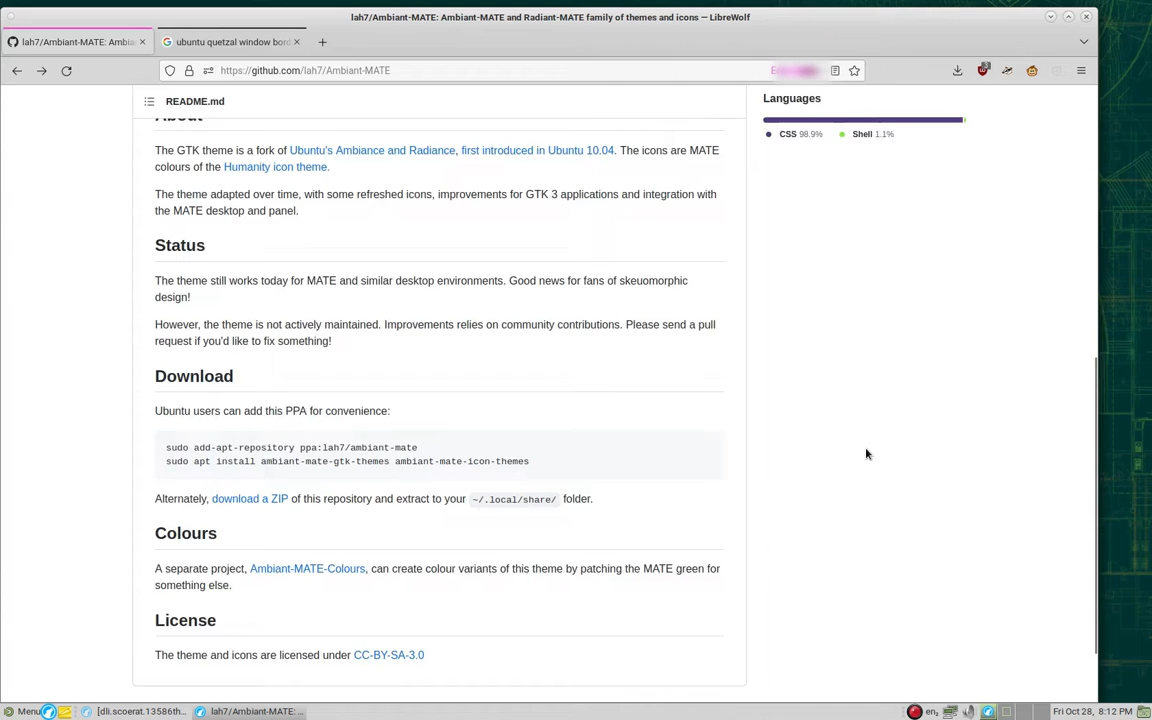 lah7/Ambiant-MATE: Ambiant-MATE and Radiant-MATE family of themes and icons — LibreWolf
lah7/Ambiant-MATE: Ambia
ubuntu quetzal window bord
https://github.com/lah7/Ambiant-MATE
README.md
About
The GTK theme is a fork of Ubuntu's Ambiance and Radiance, first introduced in Ubuntu 10.04. The icons are MATE
colours of the Humanity icon theme.
The theme adapted over time, with some refreshed icons, improvements for GTK 3 applications and integration with
the MATE desktop and panel.
Status
The theme still works today for MATE and similar desktop environments. Good news for fans of skeuomorphic
design!
However, the theme is not actively maintained. Improvements relies on community contributions. Please send a pull
request if you'd like to fix something!
Download
Ubuntu users can add this PPA for convenience:
sudo add-apt-repository ppa:lah7/ambiant-mate
sudo apt install ambiant-mate-gtk-themes ambiant-mate-icon-themes
Alternately, download a ZIP of this repository and extract to your ~/.local/share/ folder.
Colours
A separate project, Ambiant-MATE-Colours, can create colour variants of this theme by patching the MATE green for
something else.
License
The theme and icons are licensed under CC-BY-SA-3.0
Languages
CSS 98.9% Shell 1.1%
Menu
[dli.scoerat.13586th...
lah7/Ambiant-MATE: ...
en
Fri Oct 28, 8:12 PM